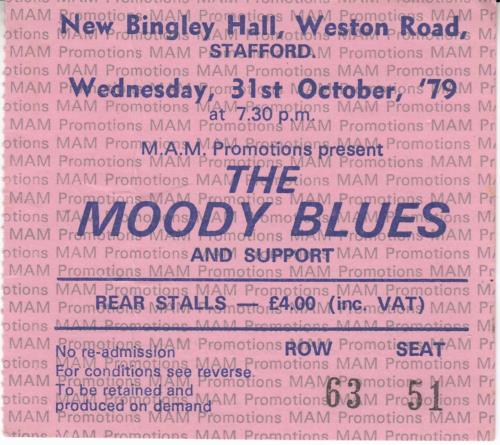 New Bingley Hall, Weston Road,
STAFFORD.
Wednesday, 31st October, '79
at 7.30 p.m.
M.A.M. Promotions present
THE
MOODY BLUES
AND SUPPORT
REAR STALLS — £4.00 (inc. VAT)
No re-admission
For conditions see reverse.
To be retained and
produced on demand
ROW SEAT
63 51